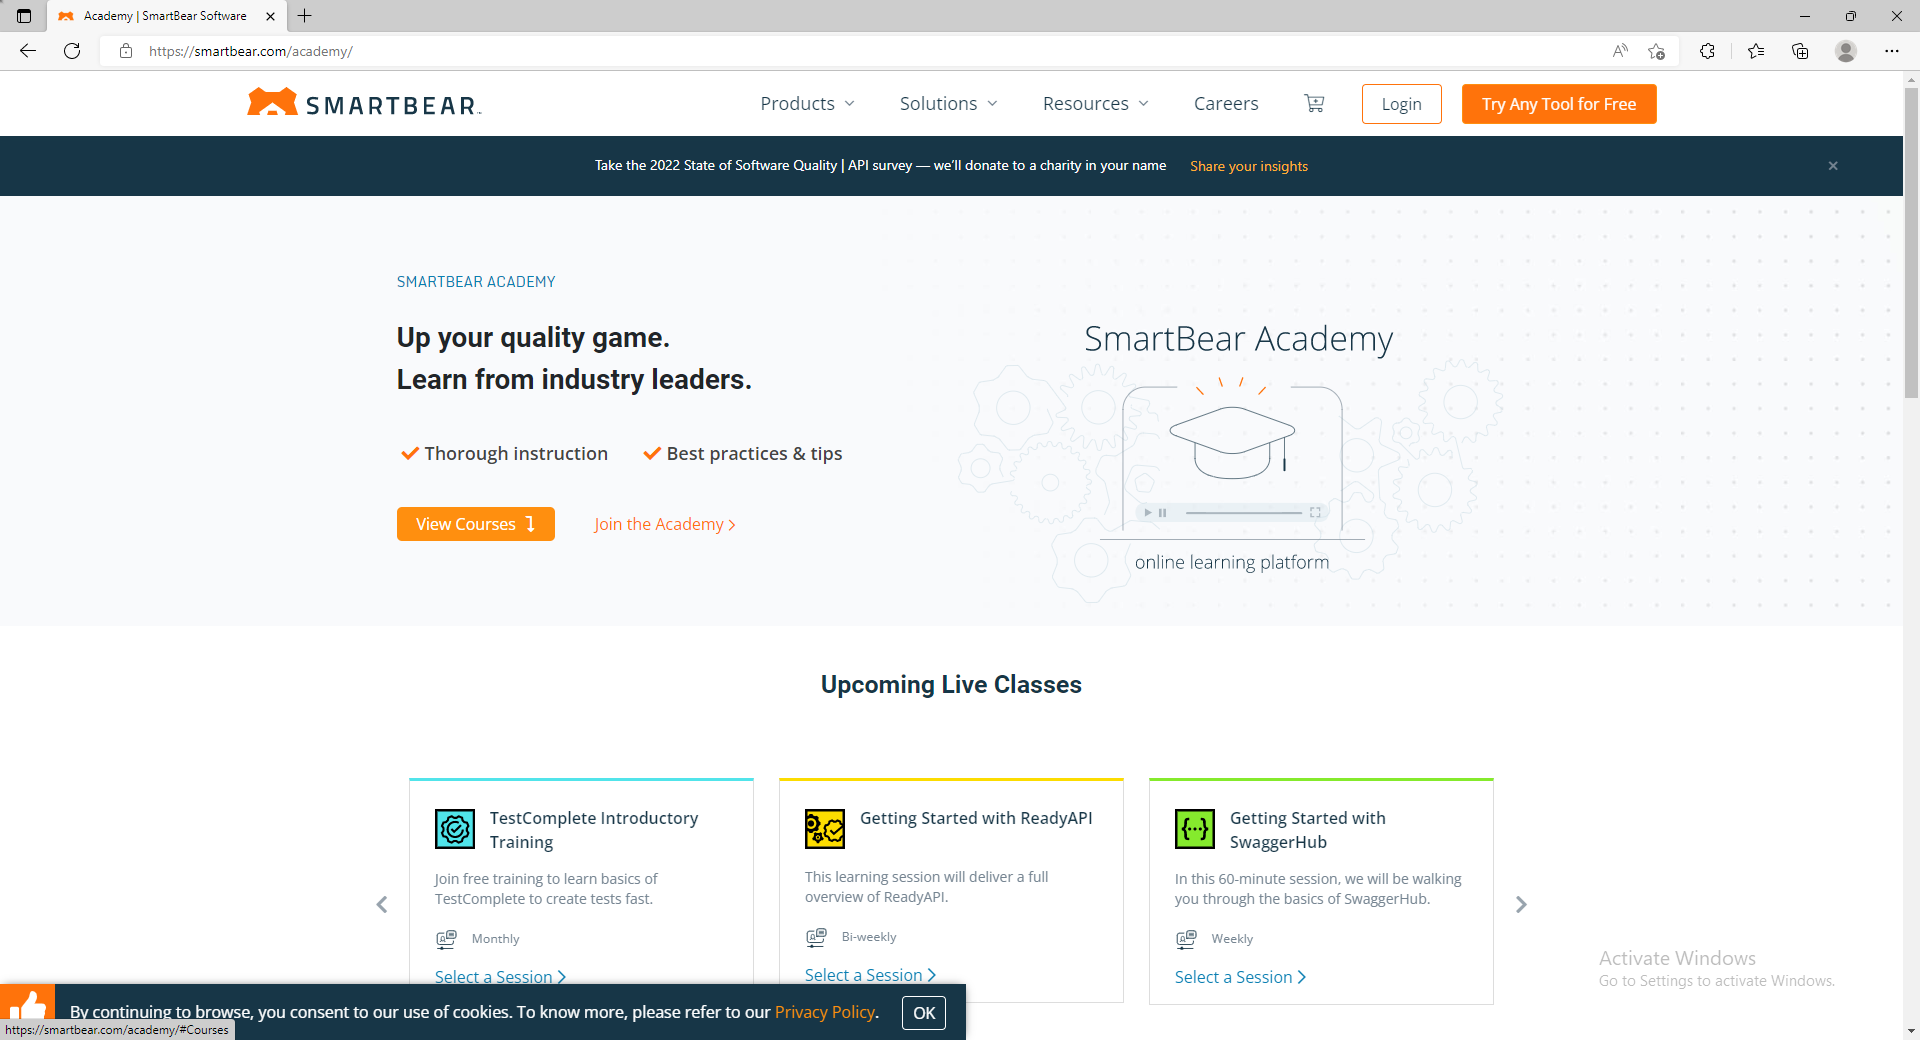 Academy | SmartBear Software
https://smartbear.com/academy/
SMARTBEAR
Products
Solutions
Resources
Careers
Login
Try Any Tool for Free
Take the 2022 State of Software Quality | API survey — we'll donate to a charity in your name
Share your insights
SMARTBEAR ACADEMY
Up your quality game.
Learn from industry leaders.
Thorough instruction
Best practices & tips
View Courses
Join the Academy
SmartBear Academy
online learning platform
Upcoming Live Classes
TestComplete Introductory
Training
Join free training to learn basics of
TestComplete to create tests fast.
Monthly
Select a Session
Getting Started with ReadyAPI
This learning session will deliver a full
overview of ReadyAPI.
Bi-weekly
Select a Session
Getting Started with
SwaggerHub
In this 60-minute session, we will be walking
you through the basics of SwaggerHub.
Weekly
Select a Session
Activate Windows
Go to Settings to activate Windows.
By continuing to browse, you consent to our use of cookies. To know more, please refer to our Privacy Policy.
OK
https://smartbear.com/academy/#Courses